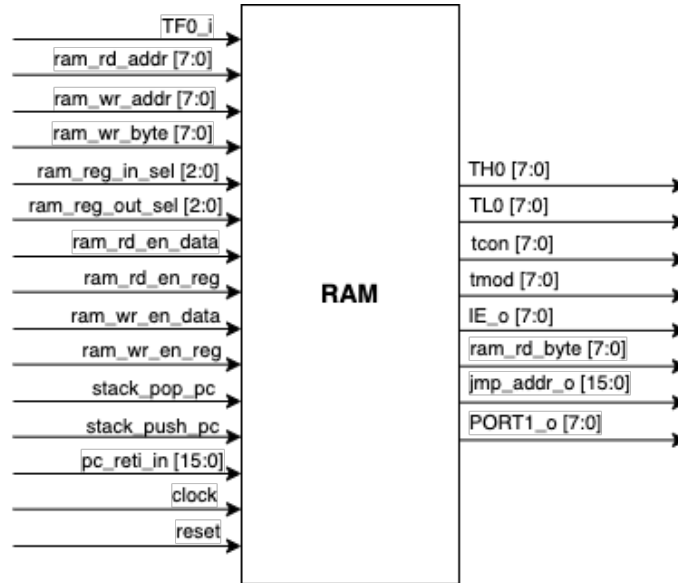 TF0_i
ram_rd_addr [7:0]
ram_wr_addr [7:0]
ram_wr_byte [7:0]
ram_reg_in_sel [2:0]
ram_reg_out_sel [2:0]
ram_rd_en_data
ram_rd_en_reg
ram_wr_en_data
ram_wr_en_reg
stack_pop_pc
stack_push_pc
pc_reti_in [15:0]
clock
reset
RAM
TH0 [7:0]
TL0 [7:0]
tcon [7:0]
tmod [7:0]
IE_o [7:0]
ram_rd_byte [7:0]
jmp_addr_o [15:0]
PORT1_o [7:0]